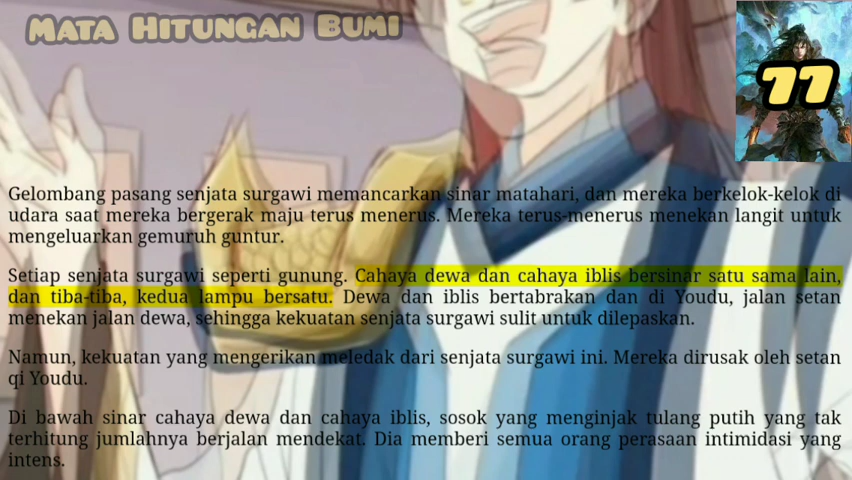 Mata Hitungan Bumi
77
Gelombang pasang senjata surgawi memancarkan sinar matahari, dan mereka berkelok-kelok di
udara saat mereka bergerak maju terus menerus. Mereka terus-menerus menekan langit untuk
mengeluarkan gemuruh guntur.
Setiap senjata surgawi seperti gunung. Cahaya dewa dan cahaya iblis bersinar satu sama lain,
dan tiba-tiba, kedua lampu bersatu. Dewa dan iblis bertabrakan dan di Youdu, jalan setan
menekan jalan dewa, sehingga kekuatan senjata surgawi sulit untuk dilepaskan.
Namun, kekuatan yang mengerikan meledak dari senjata surgawi ini. Mereka dirusak oleh setan
qi Youdu.
Di bawah sinar cahaya dewa dan cahaya iblis, sosok yang menginjak tulang putih yang tak
terhitung jumlahnya berjalan mendekat. Dia memberi semua orang perasaan intimidasi yang
intens.